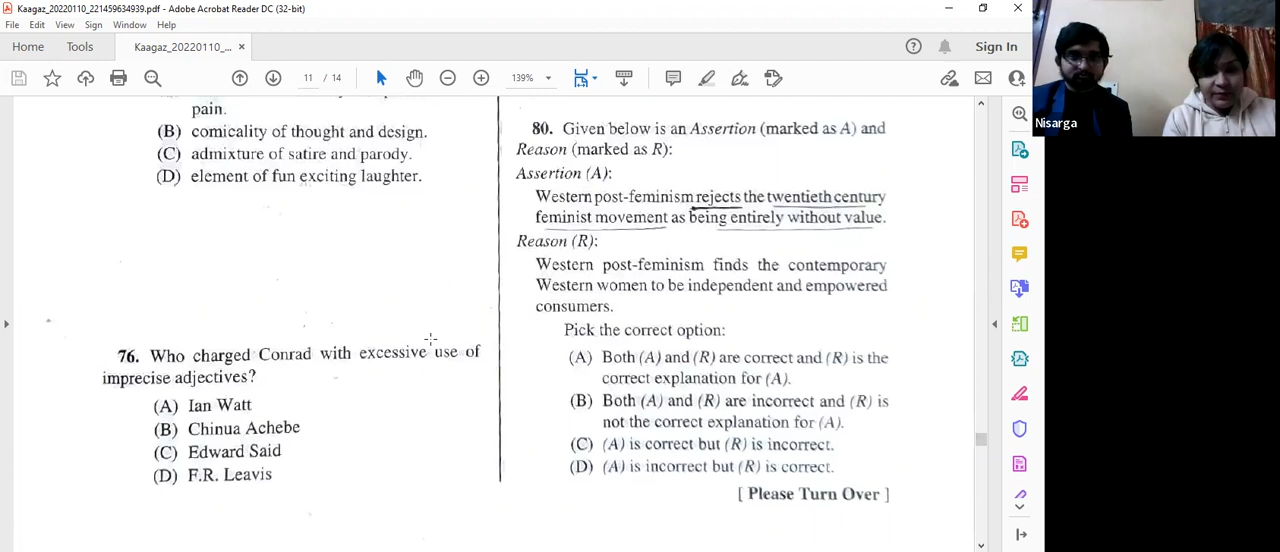 Kaagaz_20220110_221459634939.pdf - Adobe Acrobat Reader DC (32-bit)
File Edit View Sign Window Help
Home Tools Kaagaz_20220110_... × Sign In
11 / 14 139%
pain.
(B) comicality of thought and design.
(C) admixture of satire and parody.
(D) element of fun exciting laughter.
76. Who charged Conrad with excessive use of
imprecise adjectives?
(A) Ian Watt
(B) Chinua Achebe
(C) Edward Said
(D) F.R. Leavis
80. Given below is an Assertion (marked as A) and
Reason (marked as R):
Assertion (A):
Western post-feminism rejects the twentieth century
feminist movement as being entirely without value.
Reason (R):
Western post-feminism finds the contemporary
Western women to be independent and empowered
consumers.
Pick the correct option:
(A) Both (A) and (R) are correct and (R) is the
correct explanation for (A).
(B) Both (A) and (R) are incorrect and (R) is
not the correct explanation for (A).
(C) (A) is correct but (R) is incorrect.
(D) (A) is incorrect but (R) is correct.
[ Please Turn Over ]
Nisarga